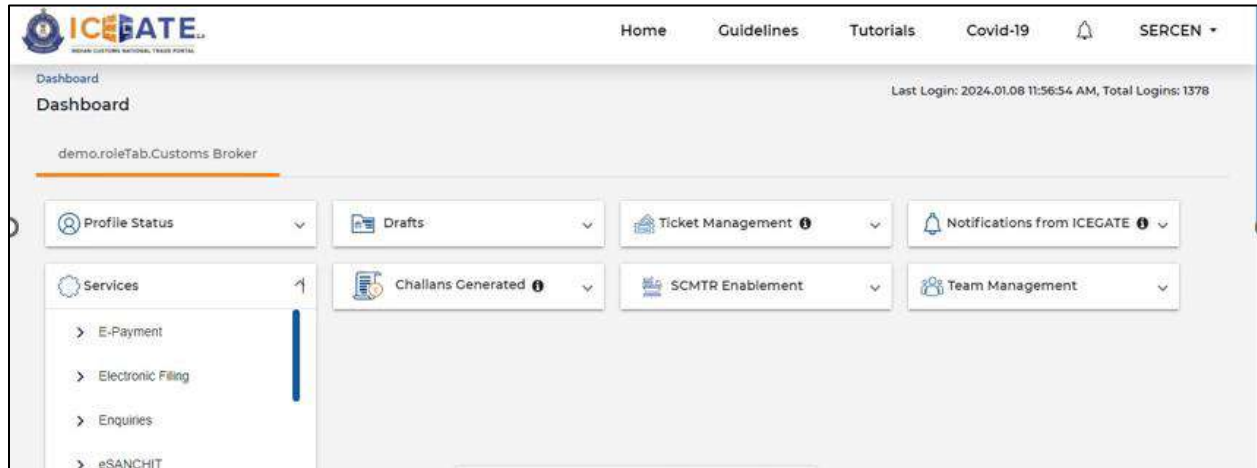 ICEGATE
INDIAN CUSTOMS NATIONAL TRADE PORTAL
Home Guidelines Tutorials Covid-19 SERCEN
Dashboard
Dashboard
Last Login: 2024.01.08 11:56:54 AM, Total Logins: 1378
demo.roleTab.Customs Broker
Profile Status Drafts Ticket Management Notifications from ICEGATE
Services Challans Generated SCMTR Enablement Team Management
E-Payment
Electronic Filing
Enquiries
eSANCHIT